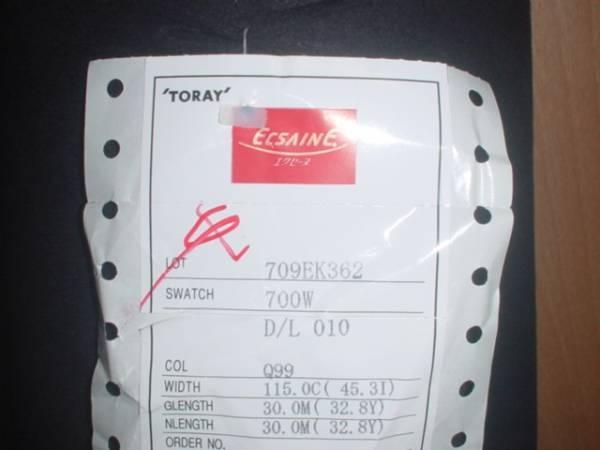 'TORAY'
ECSAINE
エクセーヌ
LOT 709EK362
SWATCH 700W
D/L 010
COL Q99
WIDTH 115.0C( 45.3I)
GLENGTH 30.0M( 32.8Y)
NLENGTH 30.0M( 32.8Y)
ORDER NO.